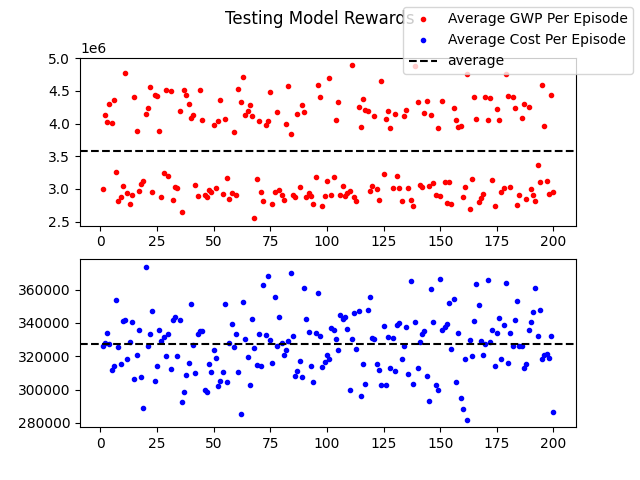 Testing Model Rewards
Average GWP Per Episode
Average Cost Per Episode
average
1e6
5.0
4.5
4.0
3.5
3.0
2.5
0 25 50 75 100 125 150 175 200
360000
340000
320000
300000
280000
0 25 50 75 100 125 150 175 200